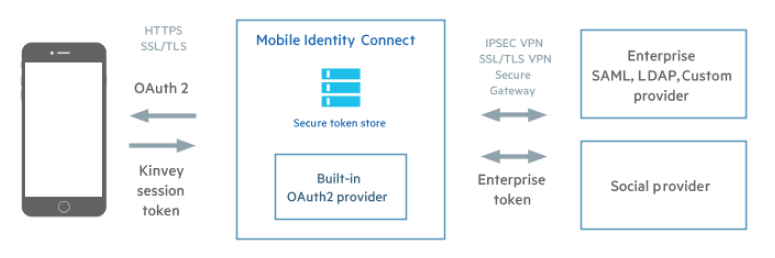 HTTPS
SSL/TLS
OAuth 2
Kinvey
session
token
Mobile Identity Connect
Secure token store
Built-in
OAuth2 provider
IPSEC VPN
SSL/TLS VPN
Secure
Gateway
Enterprise
token
Enterprise
SAML, LDAP, Custom
provider
Social provider